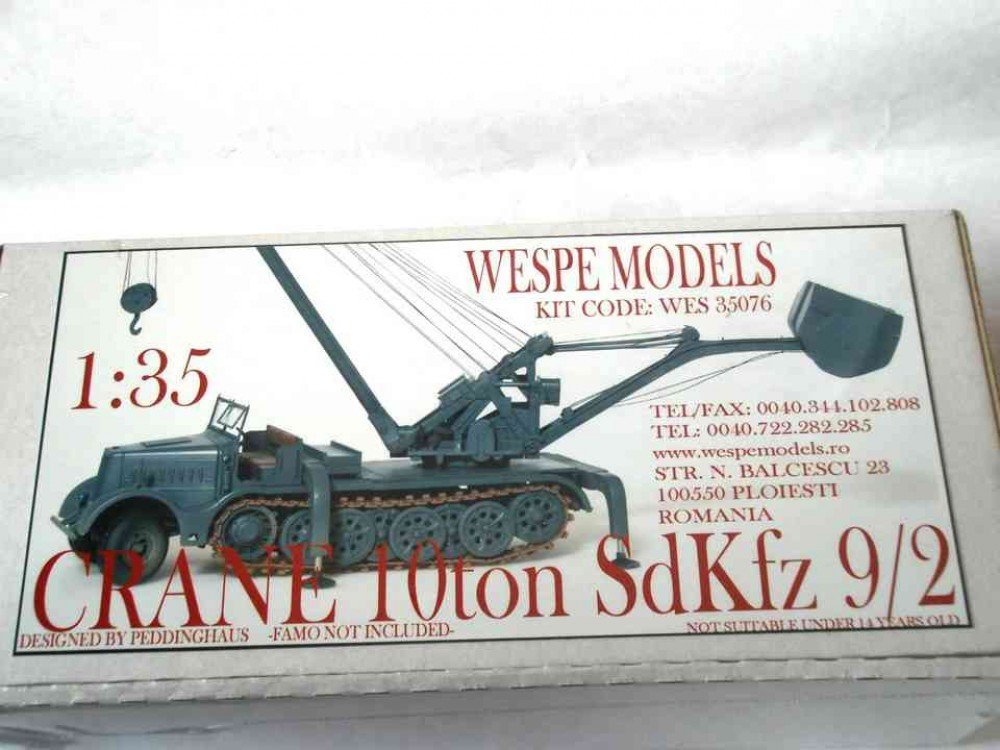 WESPE MODELS
KIT CODE: WES 35076
1:35
TEL/FAX: 0040.344.102.808
TEL: 0040.722.282.285
www.wespemodels.ro
STR. N. BALCESCU 23
100550 PLOIESTI
ROMANIA
CRANE 10ton SdKfz 9/2
DESIGNED BY PEDDINGHAUS -FAMO NOT INCLUDED-
NOT SUITABLE UNDER 14 YEARS OLD